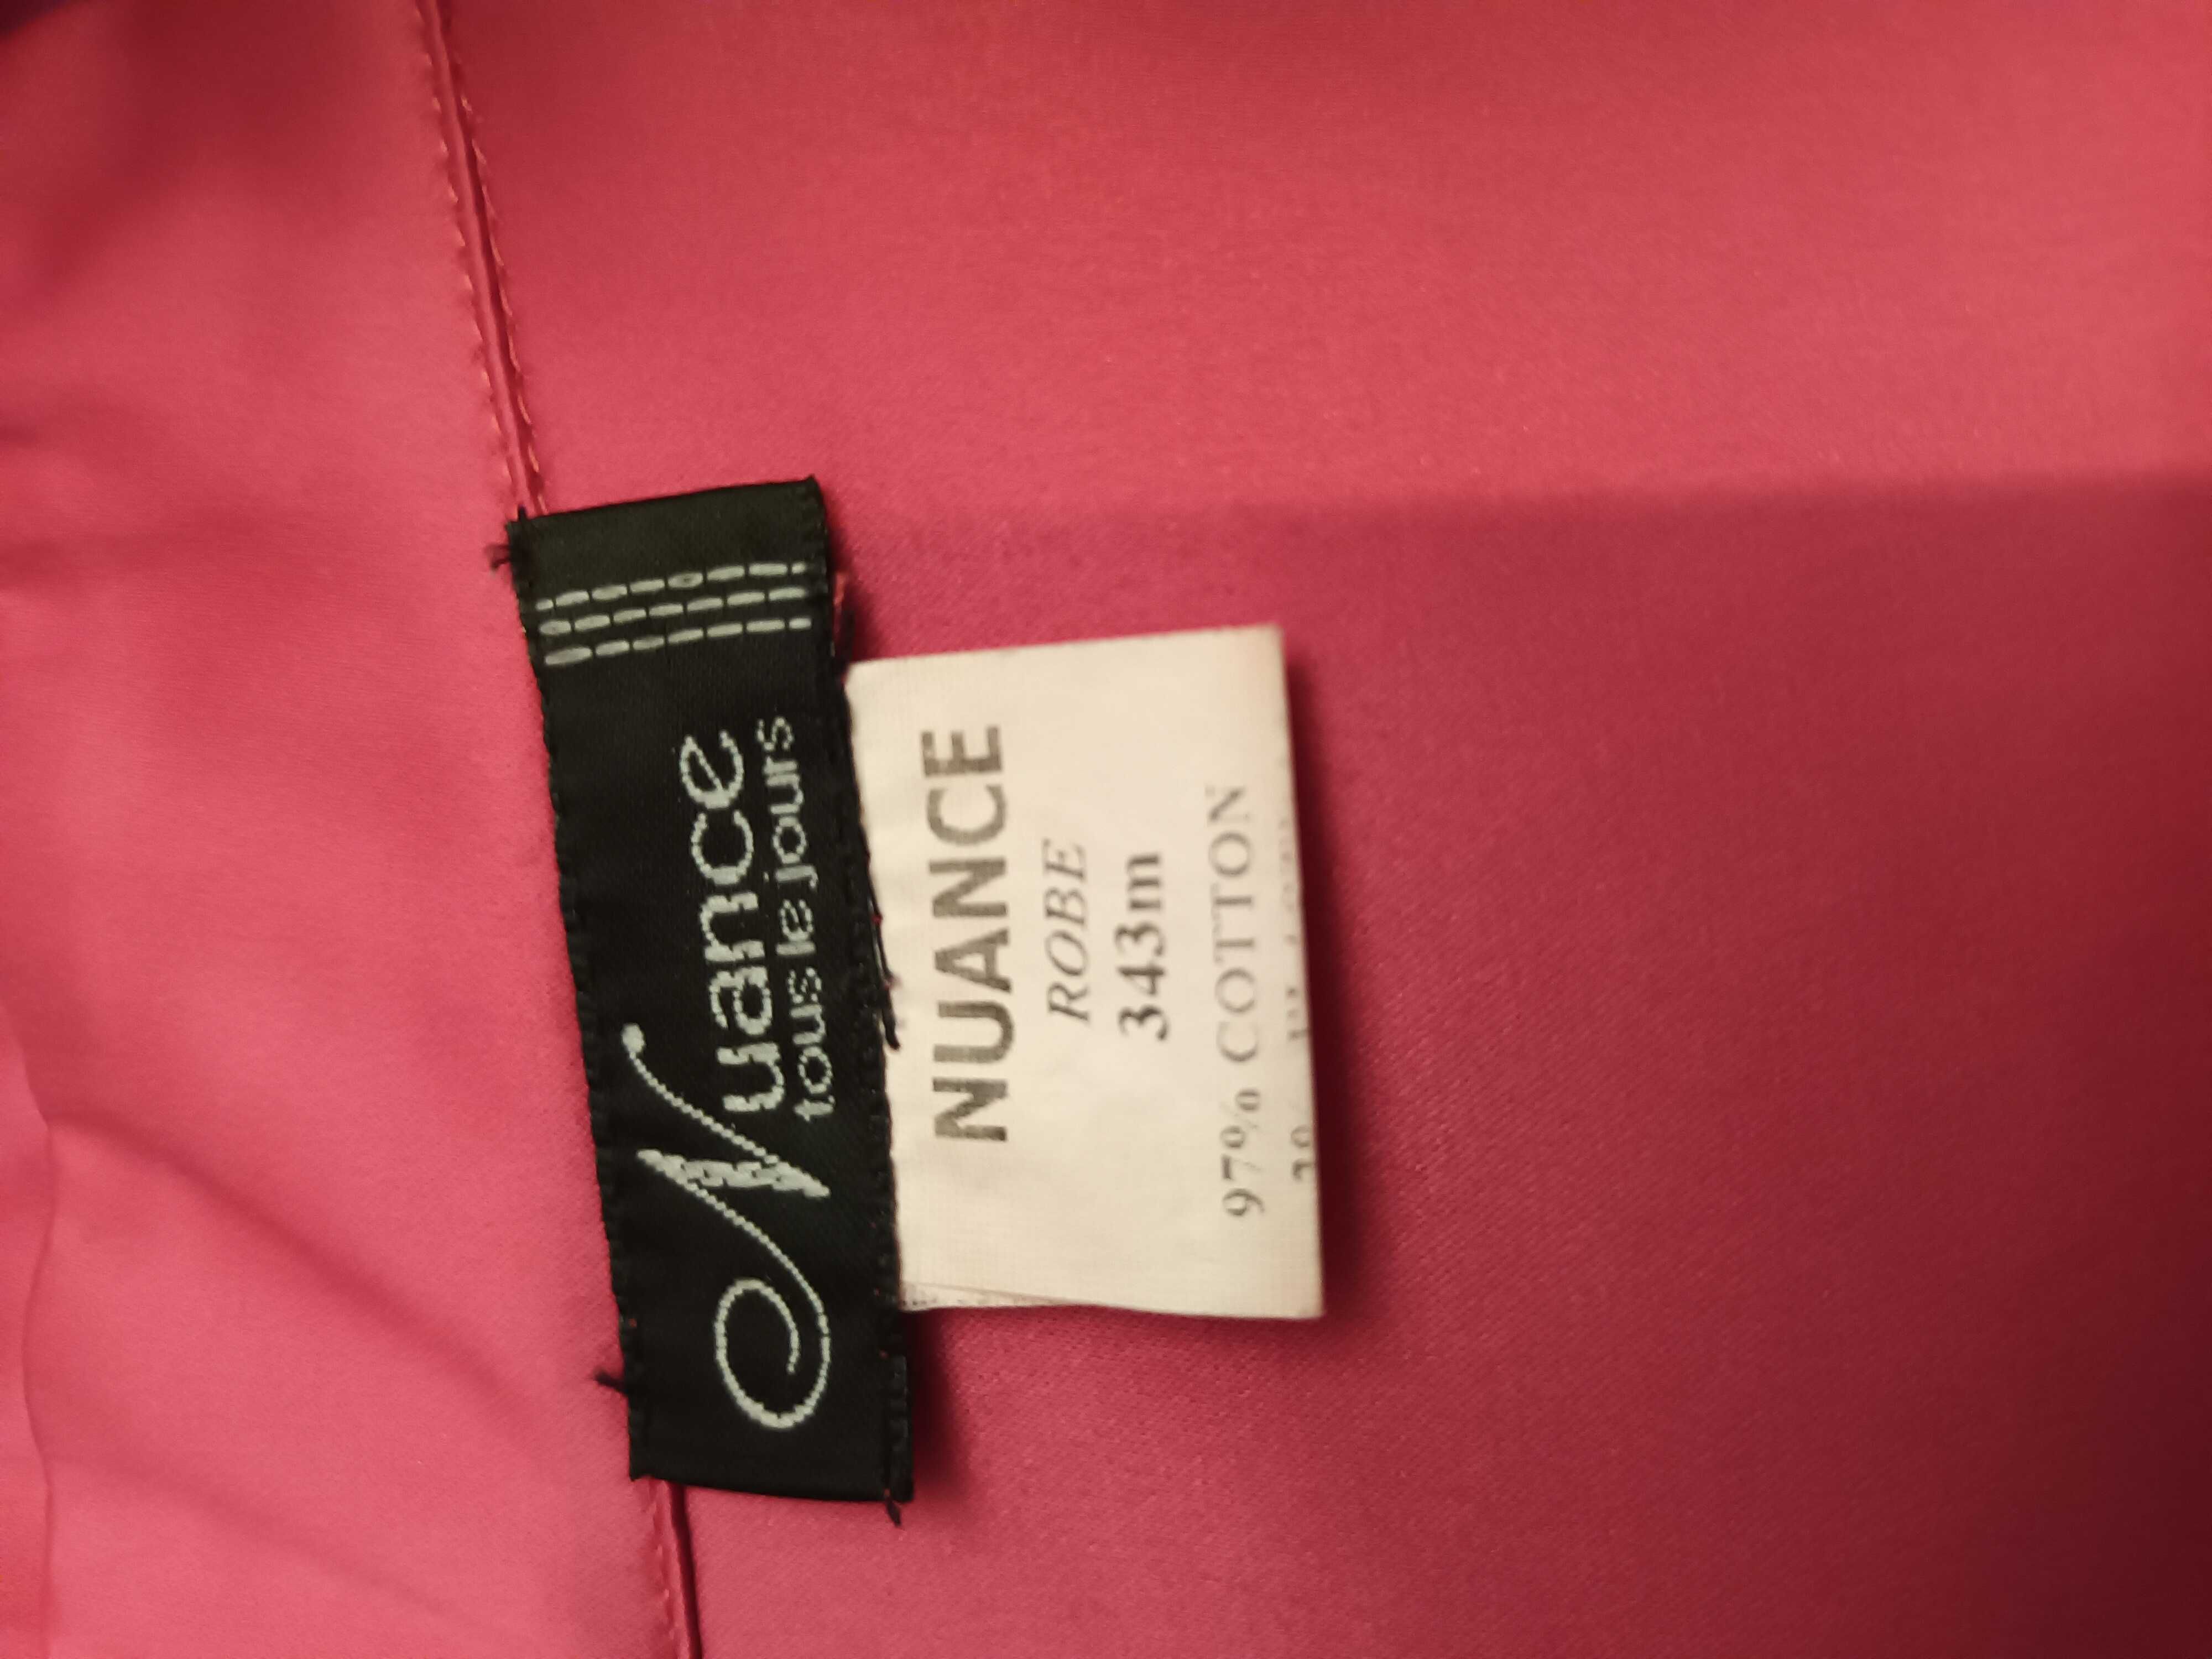 Nuance
tous le jours
NUANCE
ROBE
343m
97% COTTON